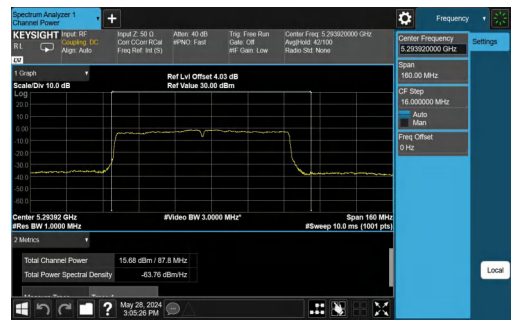 Spectrum Analyzer 1
Channel Power
+
Frequency
KEYSIGHT
Input: RF
Input Z: 50 Ω
Atten: 40 dB
Trig: Free Run
Center Freq: 5.293920000 GHz
RL
Coupling: DC
Corr CCorr RCal
#PNO: Fast
Gate: Off
Avg|Hold: 42/100
Align: Auto
Freq Ref: Int (S)
#IF Gain: Low
Radio Std: None
Center Frequency
5.293920000 GHz
Settings
Span
160.00 MHz
CF Step
16.000000 MHz
Auto
Man
Freq Offset
0 Hz
Local
1 Graph
Ref Lvl Offset 4.03 dB
Scale/Div 10.0 dB
Ref Value 30.00 dBm
Log
20.0
10.0
0.00
-10.0
-20.0
-30.0
-40.0
-50.0
-60.0
Center 5.29392 GHz
#Video BW 3.0000 MHz*
Span 160 MHz
#Res BW 1.0000 MHz
#Sweep 10.0 ms (1001 pts)
2 Metrics
Total Channel Power
15.68 dBm / 87.8 MHz
Total Power Spectral Density
-63.76 dBm/Hz
?
May 28, 2024
3:05:26 PM